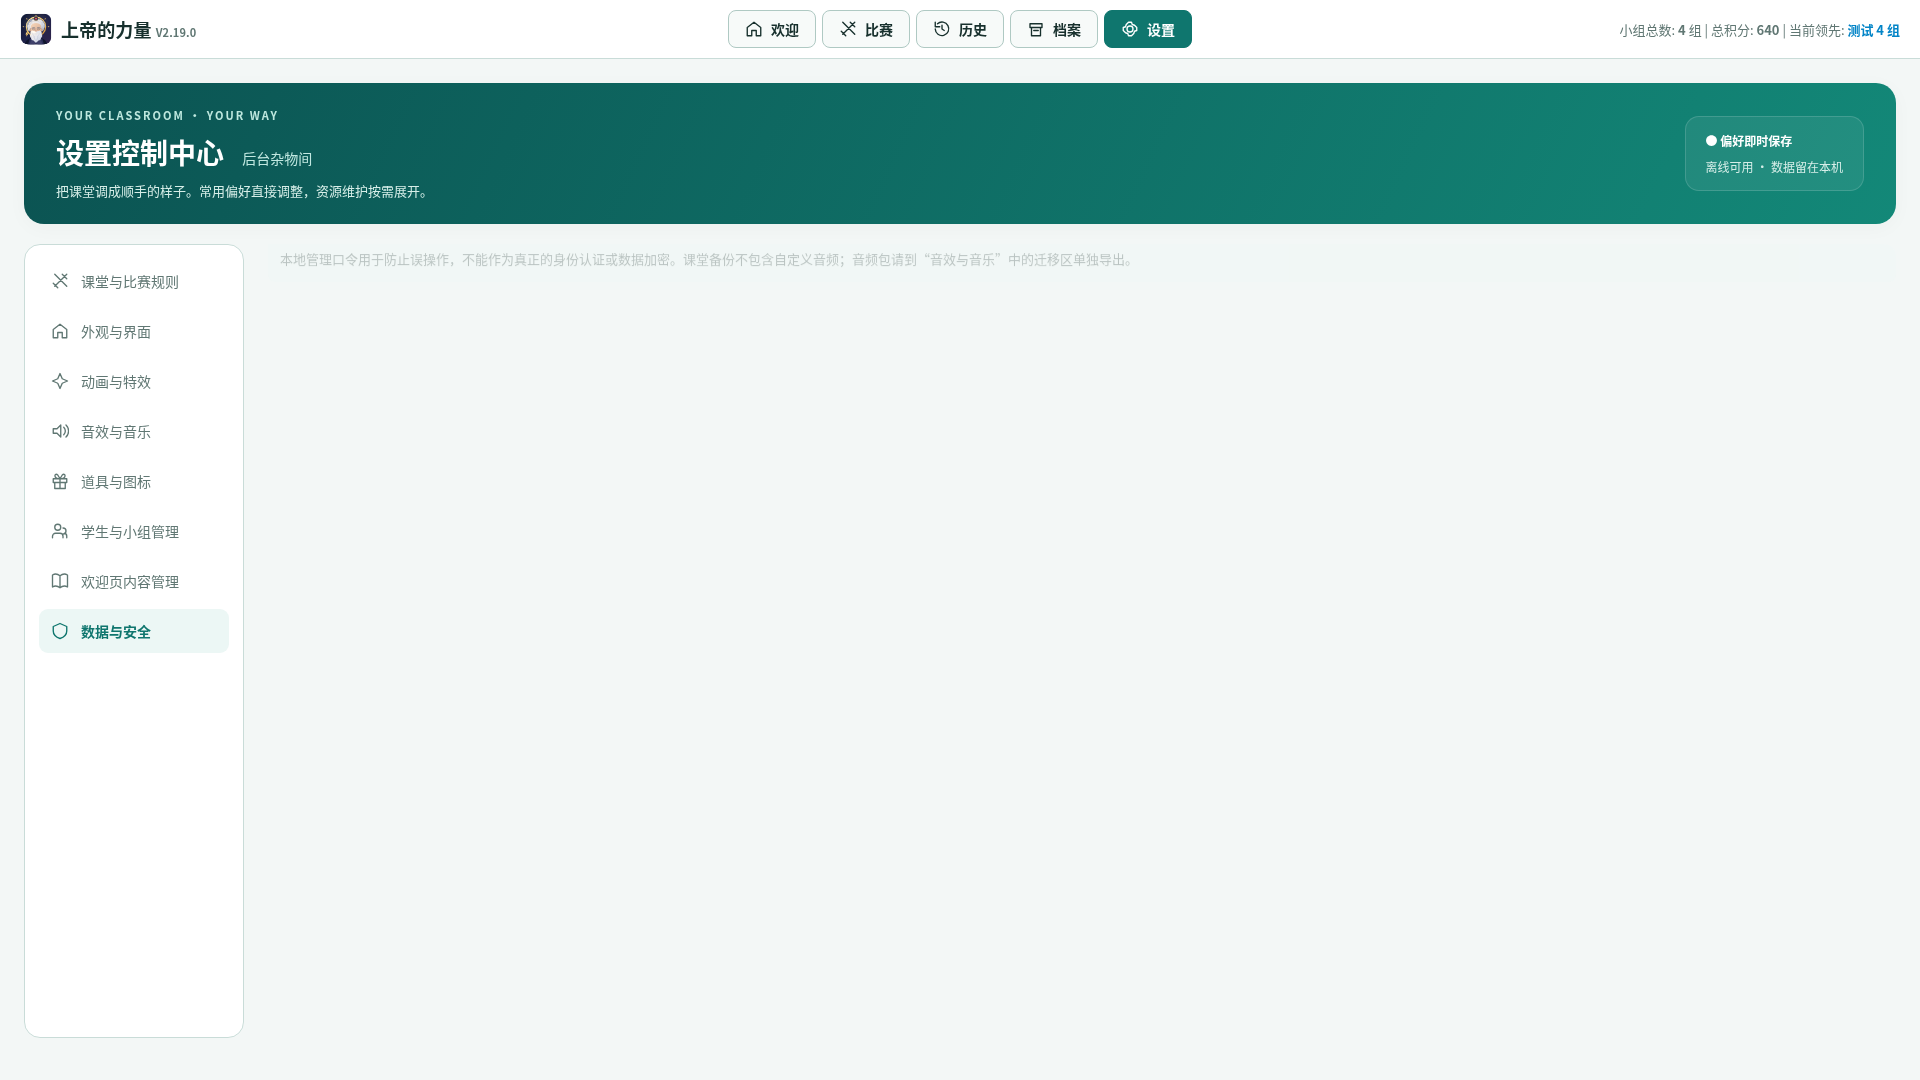 上帝的力量 V2.19.0
欢迎
比赛
历史
档案
设置
小组总数: 4 组 | 总积分: 640 | 当前领先: 测试 4 组
YOUR CLASSROOM · YOUR WAY
设置控制中心 后台杂物间
把课堂调成顺手的样子。常用偏好直接调整，资源维护按需展开。
偏好即时保存
离线可用 · 数据留在本机
课堂与比赛规则
外观与界面
动画与特效
音效与音乐
道具与图标
学生与小组管理
欢迎页内容管理
数据与安全
本地管理口令用于防止误操作，不能作为真正的身份认证或数据加密。课堂备份不包含自定义音频；音频包请到“音效与音乐”中的迁移区单独导出。